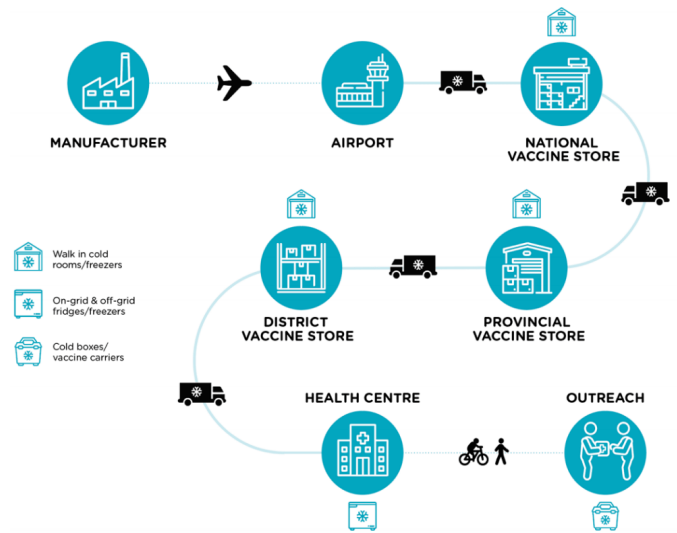 MANUFACTURER
AIRPORT
NATIONAL
VACCINE STORE
DISTRICT
VACCINE STORE
PROVINCIAL
VACCINE STORE
Walk in cold
rooms/freezers
On-grid & off-grid
fridges/freezers
Cold boxes/
vaccine carriers
HEALTH CENTRE
OUTREACH